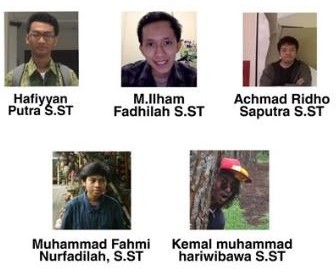 Hafiyyan
Putra S.ST
M.Ilham
Fadhilah S.ST
Achmad Ridho
Saputra S.ST
Muhammad Fahmi
Nurfadilah, S.ST
Kemal muhammad
hariwibawa S.ST